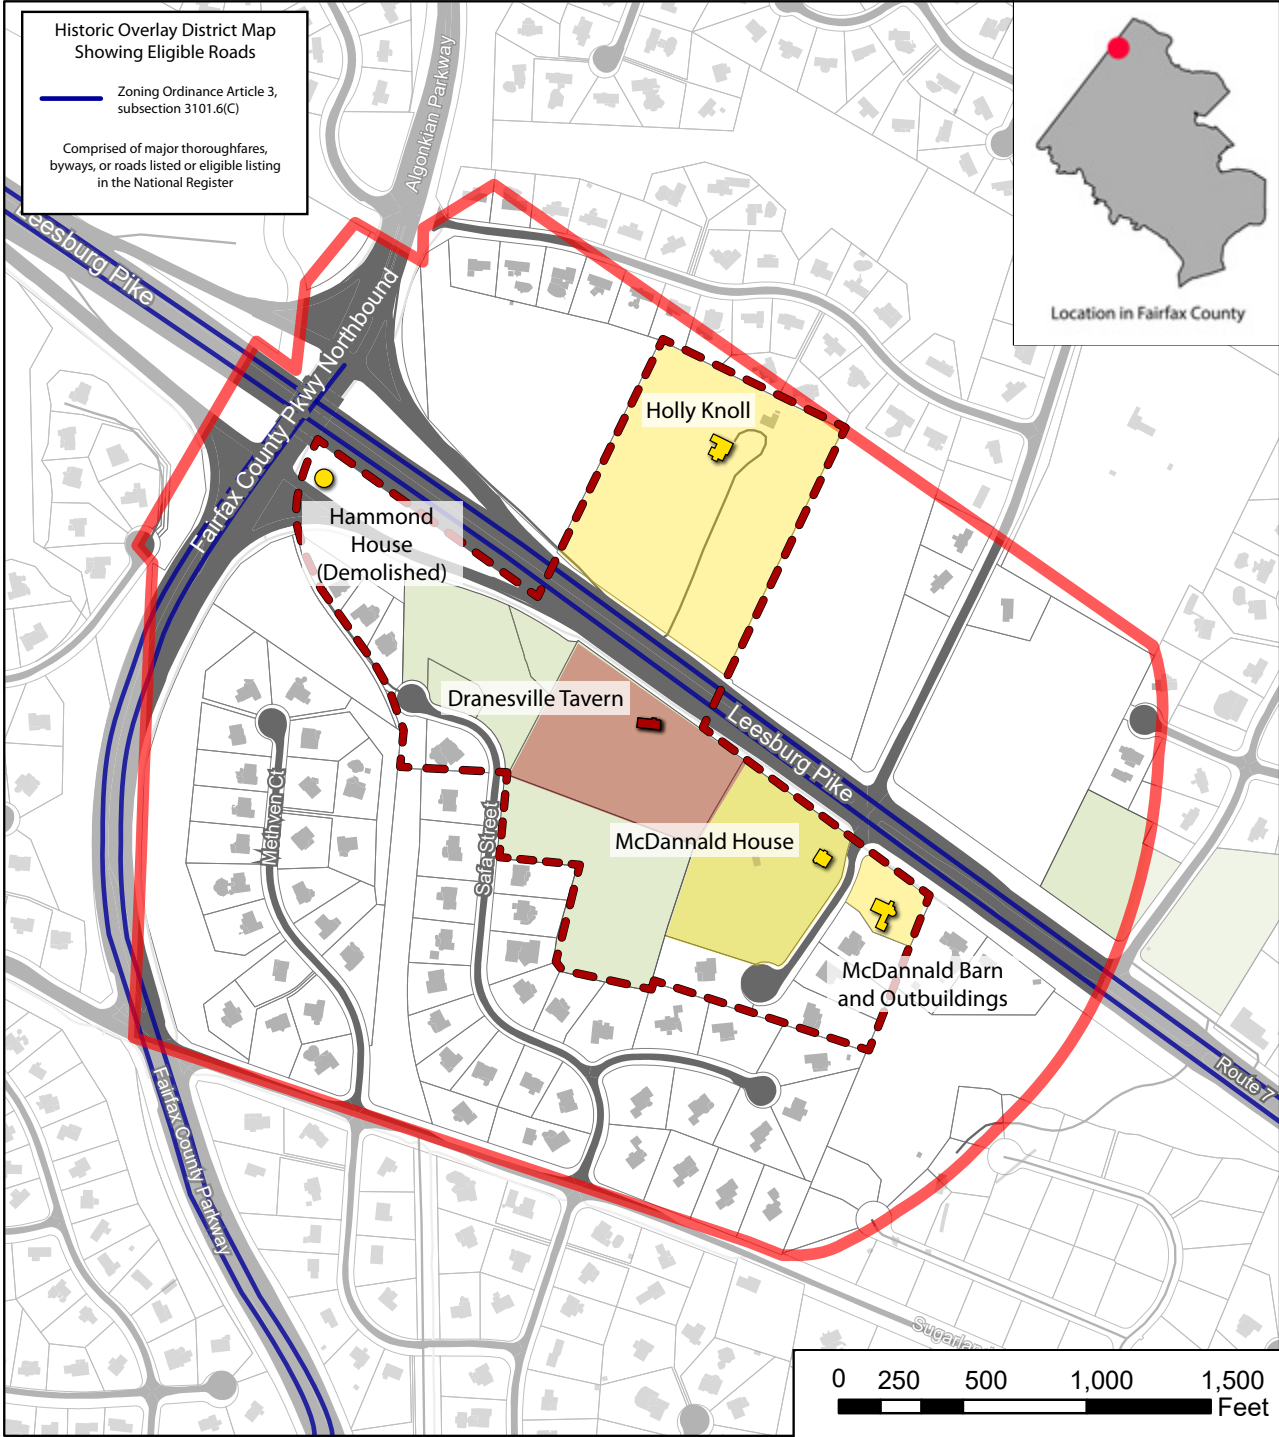 Historic Overlay District Map
Showing Eligible Roads
Zoning Ordinance Article 3,
subsection 3101.6(C)
Comprised of major thoroughfares,
byways, or roads listed or eligible listing
in the National Register
Algonkian Parkway
Location in Fairfax County
Leesburg Pike
Fairfax County Pkwy Northbound
Holly Knoll
Hammond
House
(Demolished)
Dranesville Tavern
Leesburg Pike
McDannald House
Methven Ct
Safa Street
McDannald Barn
and Outbuildings
Route 7
Fairfax County Parkway
0 250 500 1,000 1,500
Feet